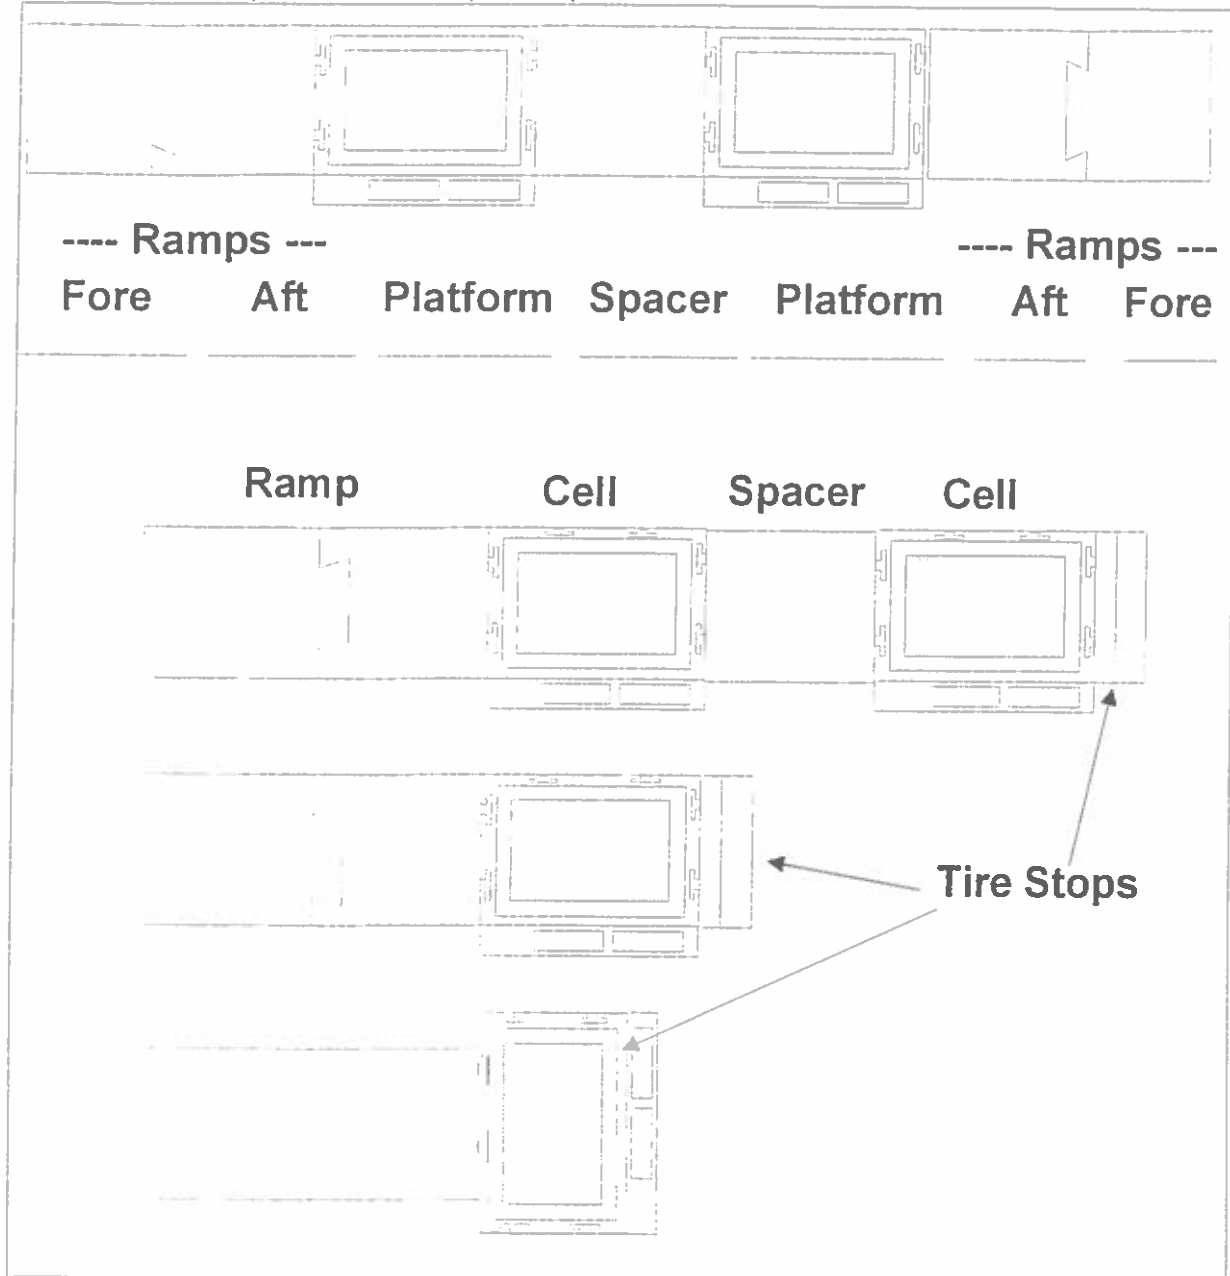 ---- Ramps ---
---- Ramps ---
Fore Aft Platform Spacer Platform Aft Fore
Ramp Cell Spacer Cell
Tire Stops